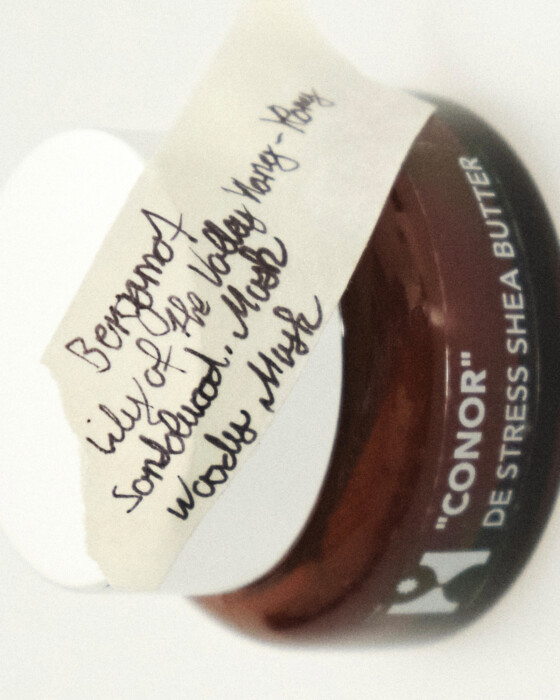 Bergamot
Lily of the Valley Ylang-Ylang
Sandalwood. Musk
Woody Musk
"CONOR"
DE STRESS SHEA BUTTER